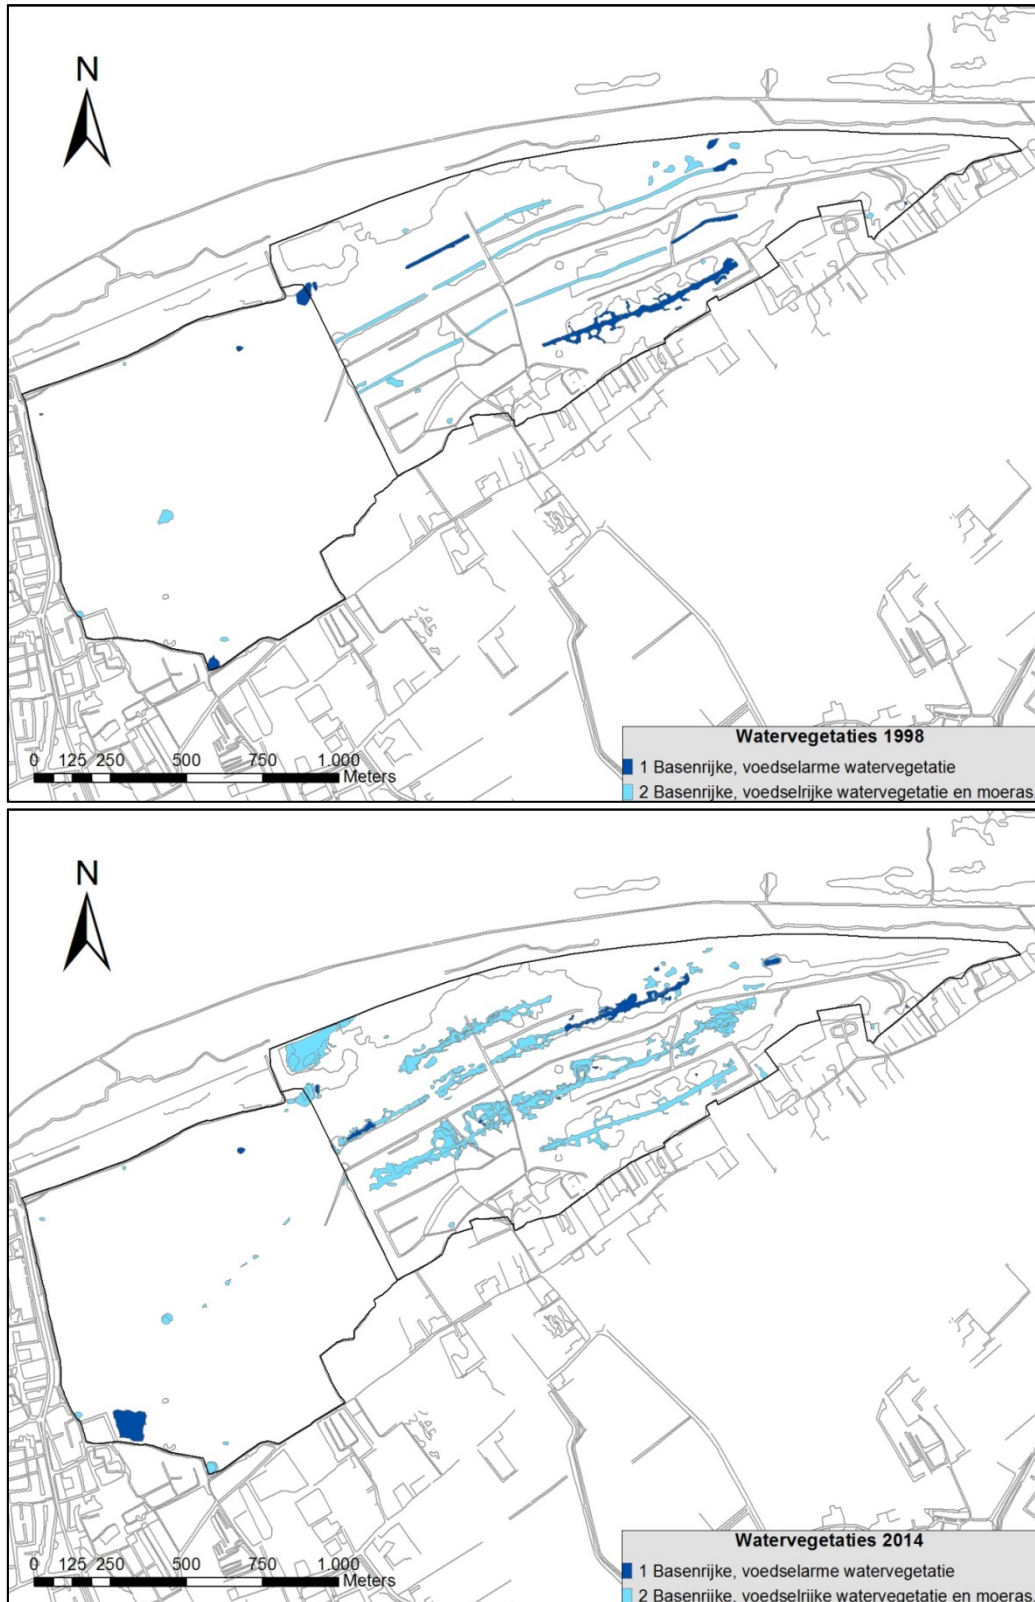 N
Watervegetaties 1998
0 125 250 500 750 1.000
Meters
1 Basenrijke, voedselarme watervegetatie
2 Basenrijke, voedselrijke watervegetatie en moeras
N
Watervegetaties 2014
0 125 250 500 750 1.000
Meters
1 Basenrijke, voedselarme watervegetatie
2 Basenrijke, voedselrijke watervegetatie en moeras